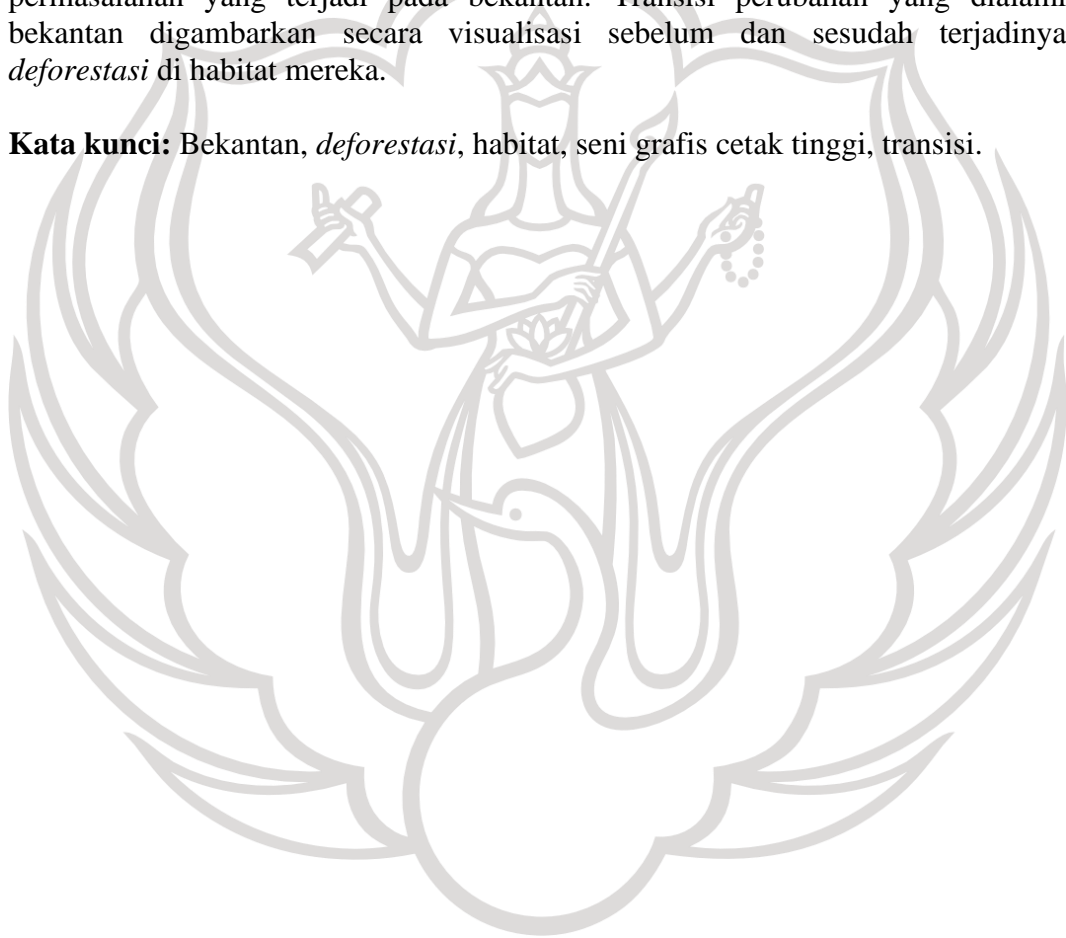 permasalahan yang terjadi pada bekantan. Transisi perubahan yang dialami
bekantan digambarkan secara visualisasi sebelum dan sesudah terjadinya
deforestasi di habitat mereka.
Kata kunci: Bekantan, deforestasi, habitat, seni grafis cetak tinggi, transisi.